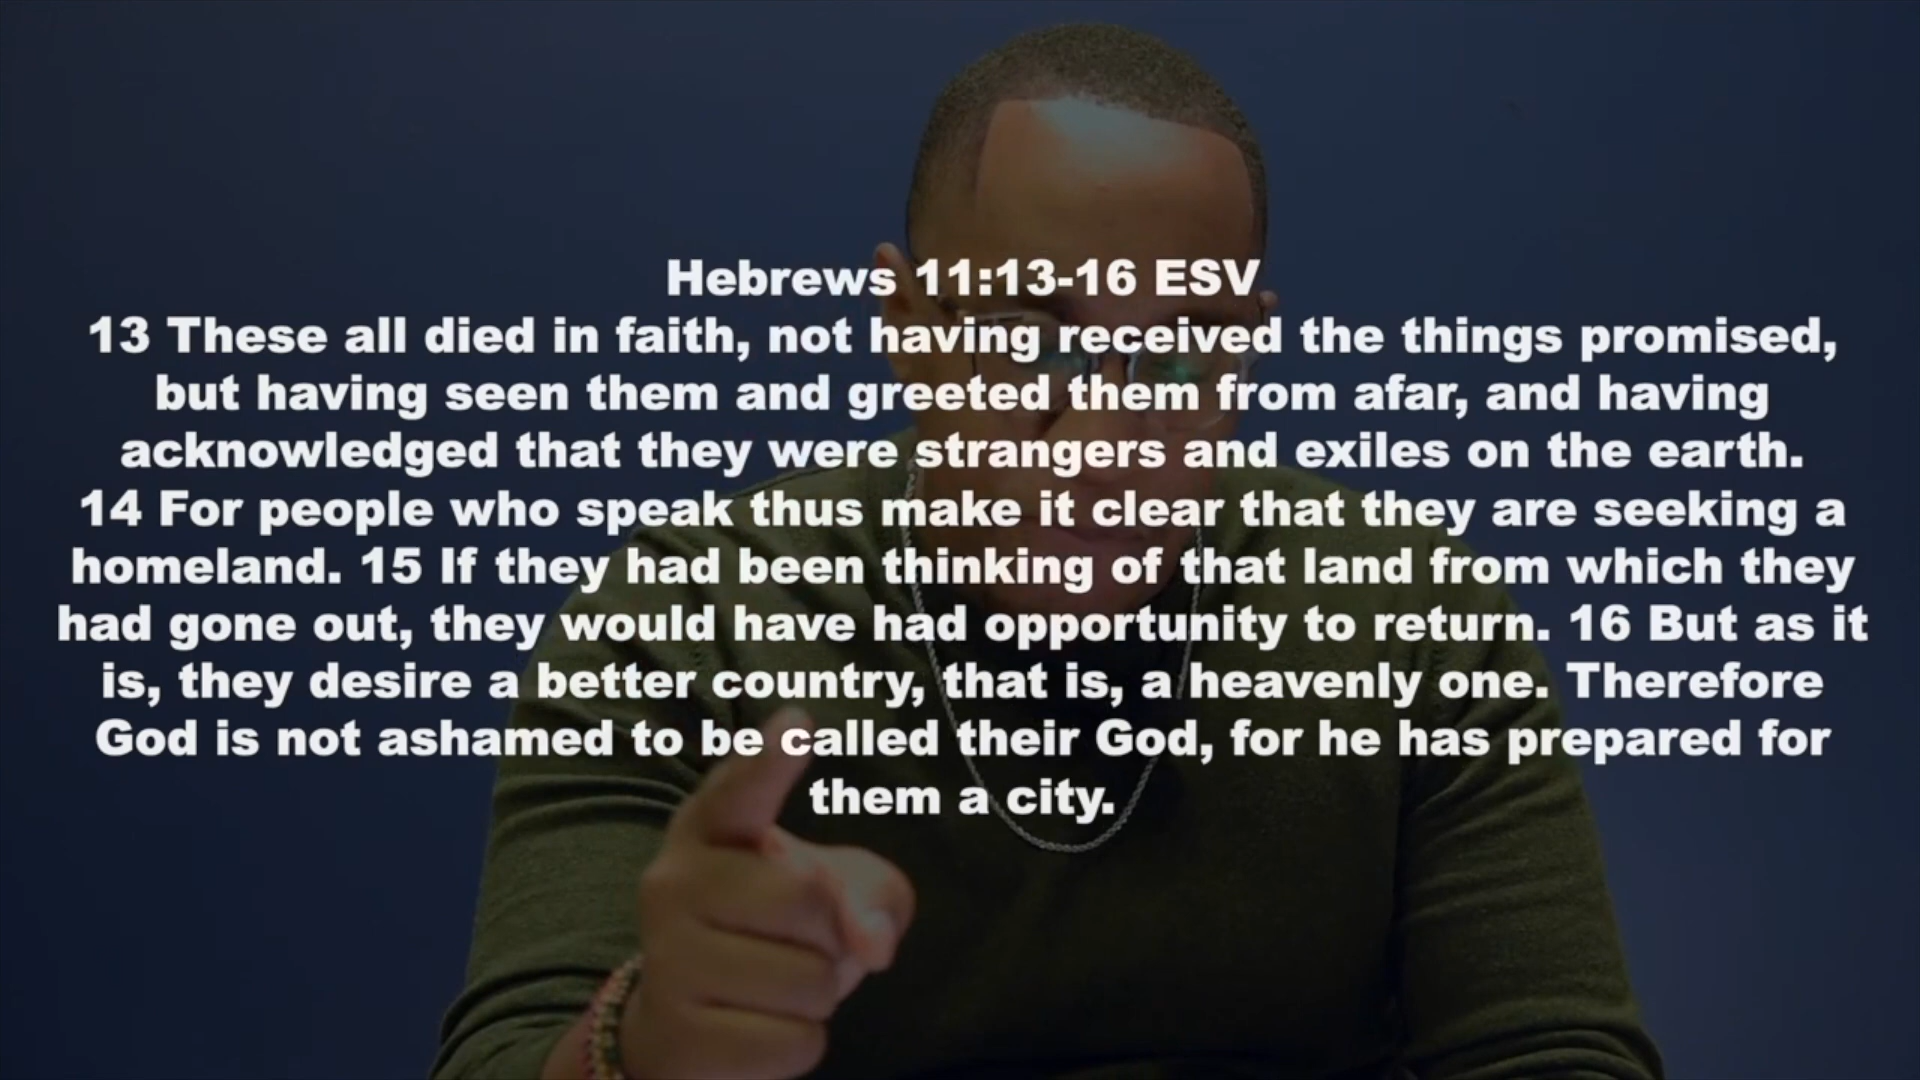 Hebrews 11:13-16 ESV
13 These all died in faith, not having received the things promised,
but having seen them and greeted them from afar, and having
acknowledged that they were strangers and exiles on the earth.
14 For people who speak thus make it clear that they are seeking a
homeland. 15 If they had been thinking of that land from which they
had gone out, they would have had opportunity to return. 16 But as it
is, they desire a better country, that is, a heavenly one. Therefore
God is not ashamed to be called their God, for he has prepared for
them a city.